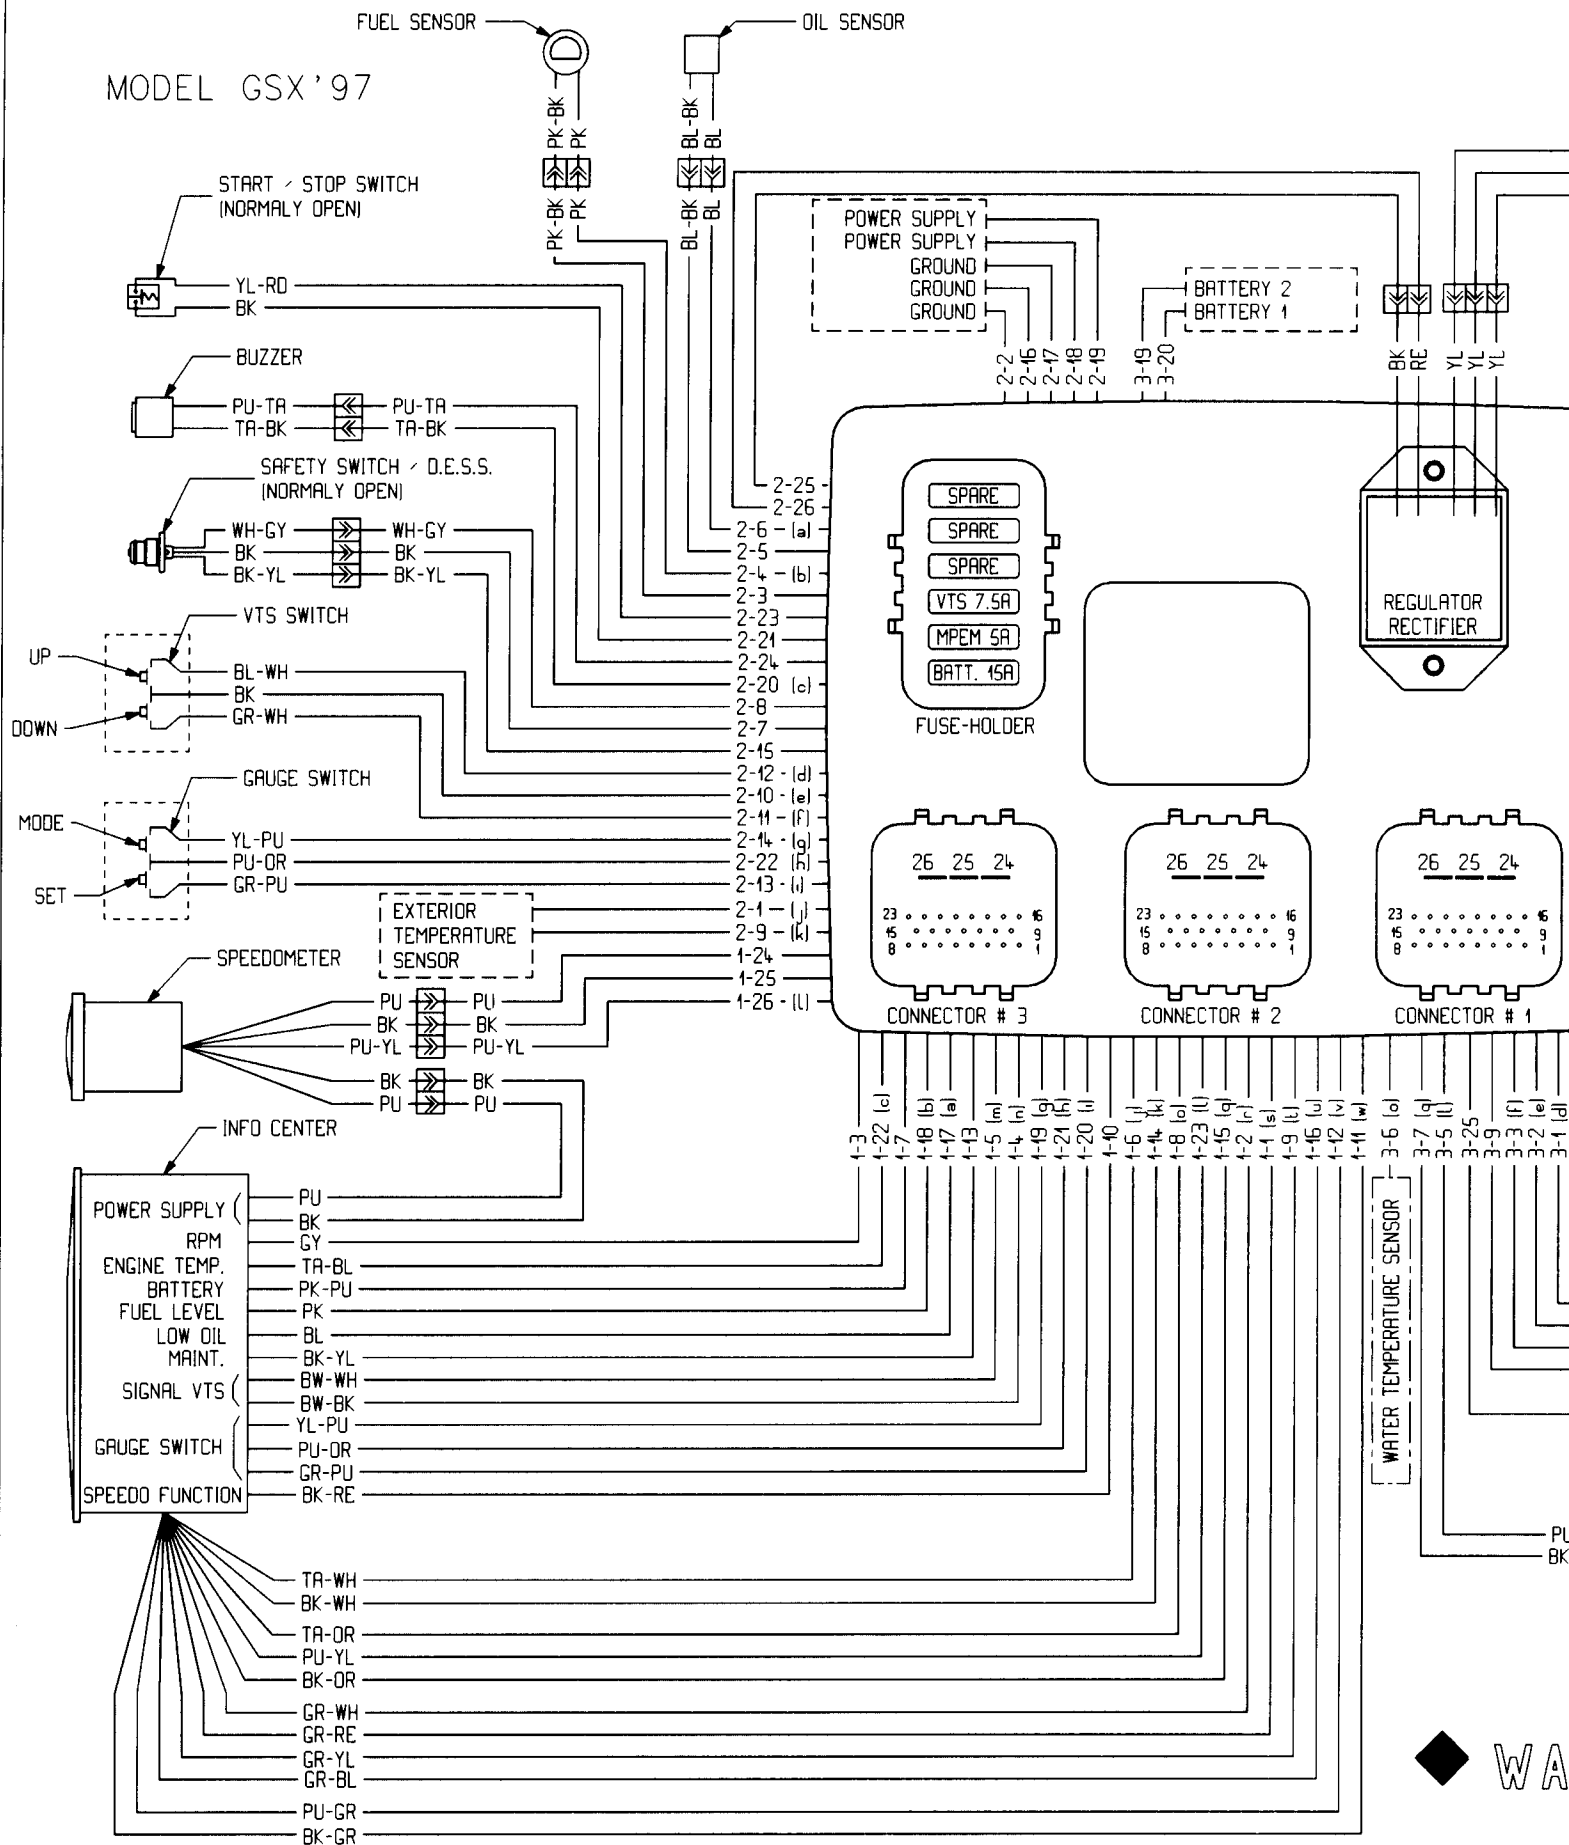 FUEL SENSOR
OIL SENSOR
MODEL GSX'97
PK-BK
PK
BL-BK
BL
PK-BK
PK
BL-BK
BL
START / STOP SWITCH
(NORMALY OPEN)
YL-RD
BK
BUZZER
PU-TA
PU-TA
TA-BK
TA-BK
SAFETY SWITCH / D.E.S.S.
(NORMALY OPEN)
WH-GY
WH-GY
BK
BK
BK-YL
BK-YL
VTS SWITCH
UP
DOWN
BL-WH
BK
GR-WH
GAUGE SWITCH
MODE
SET
YL-PU
PU-OR
GR-PU
EXTERIOR
TEMPERATURE
SENSOR
SPEEDOMETER
PU
PU
BK
BK
PU-YL
PU-YL
BK
BK
PU
PU
POWER SUPPLY
POWER SUPPLY
GROUND
GROUND
GROUND
2-2
2-16
2-17
2-18
2-19
BATTERY 2
BATTERY 1
3-19
3-20
BK
RE
YL
YL
YL
2-25
2-26
2-6 (a)
2-5
2-4 (b)
2-3
2-23
2-21
2-24
2-20 (c)
2-8
2-7
2-15
2-12 (d)
2-10 (e)
2-11 (f)
2-14 (g)
2-22 (h)
2-13 (i)
2-1 (j)
2-9 (k)
1-24
1-25
1-26 (l)
SPARE
SPARE
SPARE
VTS 7.5A
MPEM 5A
BATT. 15A
FUSE-HOLDER
REGULATOR
RECTIFIER
26 25 24
23 16
15 9
8 1
CONNECTOR # 3
26 25 24
23 16
15 9
8 1
CONNECTOR # 2
26 25 24
23 16
15 9
8 1
CONNECTOR # 1
1-3
1-22 (c)
1-7
1-18 (b)
1-17 (a)
1-13
1-5 (m)
1-4 (n)
1-19 (g)
1-21 (h)
1-20 (i)
1-10
1-6 (j)
1-14 (k)
1-8 (o)
1-23 (l)
1-15 (q)
1-2 (r)
1-1 (s)
1-9 (t)
1-16 (u)
1-12 (v)
1-11 (w)
3-6 (o)
3-7 (q)
3-5 (l)
3-25
3-9
3-3 (f)
3-2 (e)
3-1 (d)
WATER TEMPERATURE SENSOR
INFO CENTER
POWER SUPPLY
PU
BK
RPM
GY
ENGINE TEMP.
TA-BL
BATTERY
PK-PU
FUEL LEVEL
PK
LOW OIL
BL
MAINT.
BK-YL
SIGNAL VTS
BW-WH
BW-BK
GAUGE SWITCH
YL-PU
PU-OR
GR-PU
SPEEDO FUNCTION
BK-RE
TA-WH
BK-WH
TA-OR
PU-YL
BK-OR
GR-WH
GR-RE
GR-YL
GR-BL
PU-GR
BK-GR
PU
BK
WA